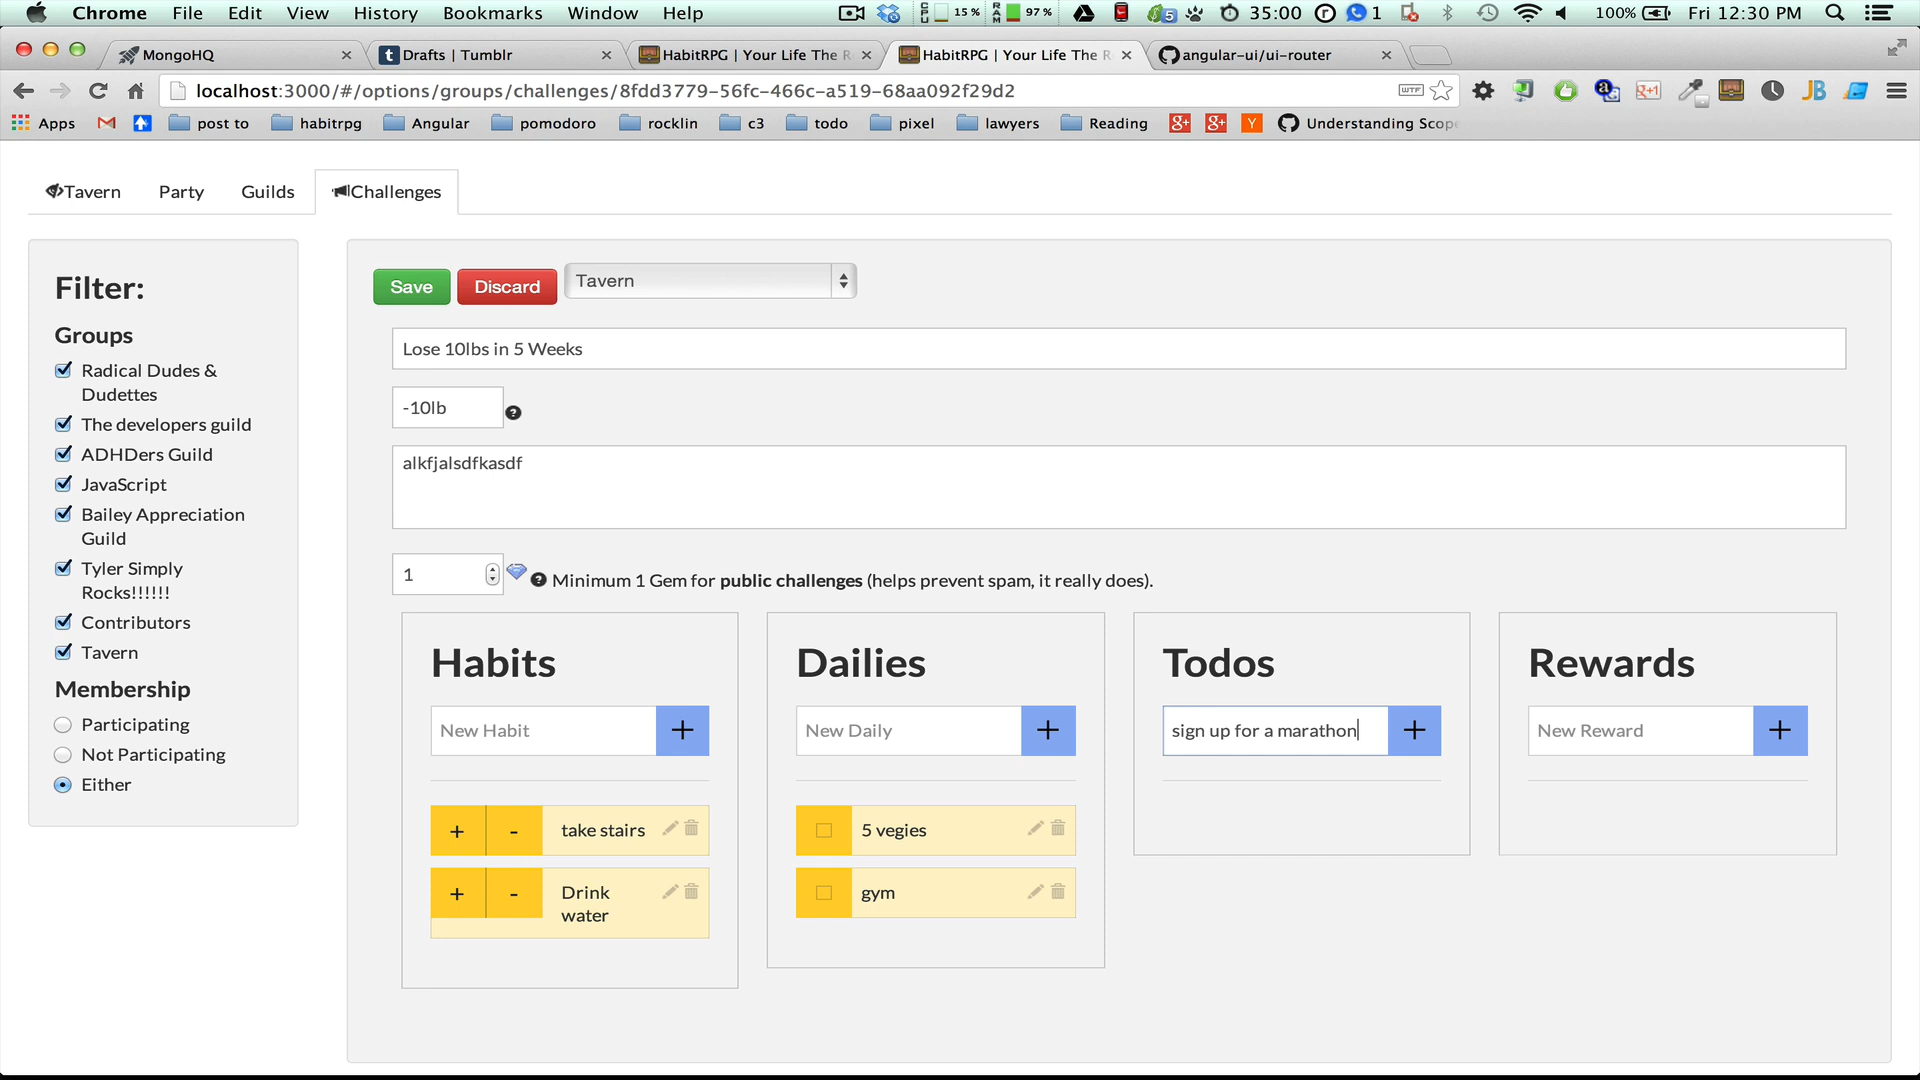 Chrome File Edit View History Bookmarks Window Help 15 % 97 % 5 35:00 1 100% Fri 12:30 PM
MongoHQ Drafts | Tumblr HabitRPG | Your Life The R HabitRPG | Your Life The R angular-ui/ui-router
localhost:3000/#/options/groups/challenges/8fdd3779-56fc-466c-a519-68aa092f29d2 WTF JB
Apps post to habitrpg Angular pomodoro rocklin c3 todo pixel lawyers Reading Understanding Scop
Tavern Party Guilds Challenges
Filter:
Groups
Radical Dudes &
Dudettes
The developers guild
ADHDers Guild
JavaScript
Bailey Appreciation
Guild
Tyler Simply
Rocks!!!!!!
Contributors
Tavern
Membership
Participating
Not Participating
Either
Save Discard Tavern
Lose 10lbs in 5 Weeks
-10lb
alkfjalsdfkasdf
1 Minimum 1 Gem for public challenges (helps prevent spam, it really does).
Habits
New Habit +
+ - take stairs
+ - Drink
water
Dailies
New Daily +
5 vegies
gym
Todos
sign up for a marathon +
Rewards
New Reward +